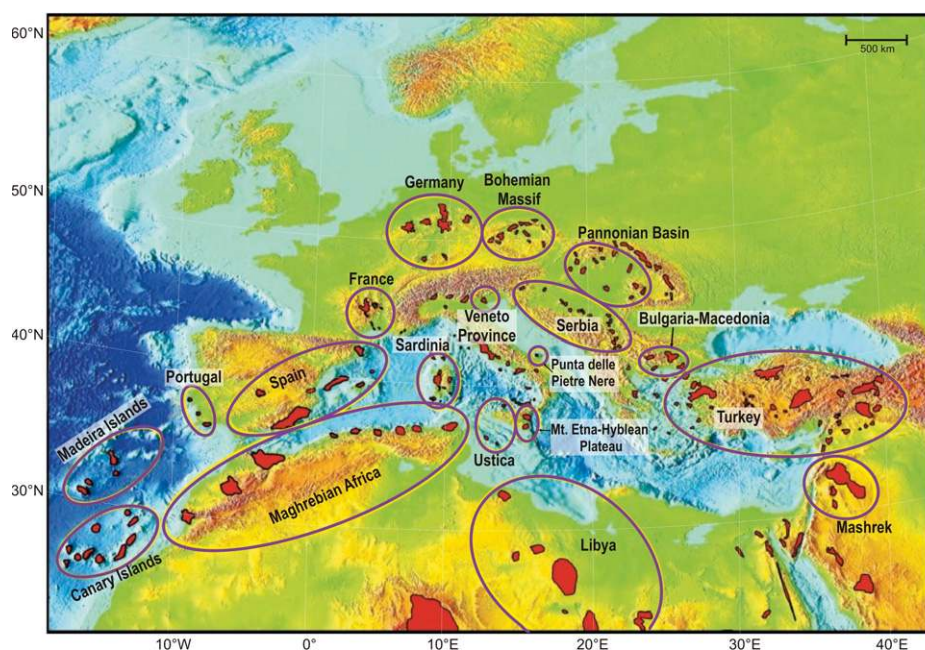 60°N
500 km
50°N
Germany
Bohemian
Massif
Pannonian Basin
France
Veneto
Province
Serbia
Bulgaria-Macedonia
40°N
Sardinia
Portugal
Spain
Punta delle
Pietre Nere
Turkey
Madeira Islands
Mt. Etna-Hyblean
Plateau
Ustica
30°N
Maghrebian Africa
Mashrek
Libya
Canary Islands
10°W
0°
10°E
20°E
30°E
40°E